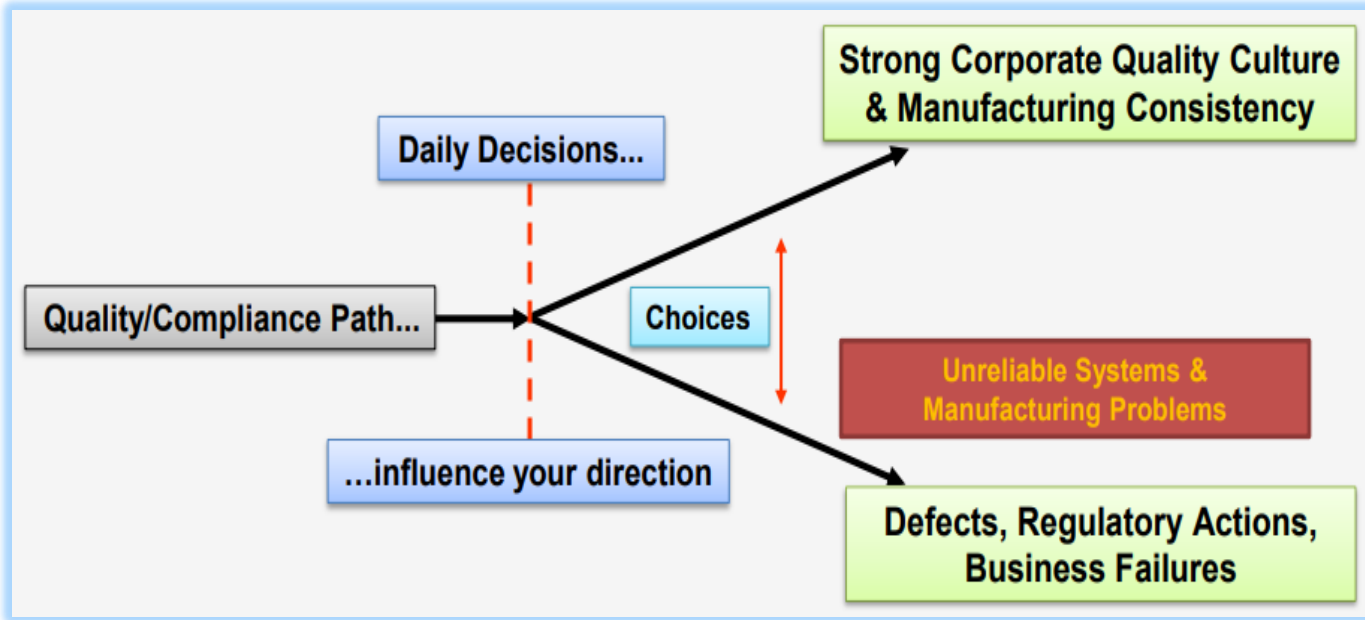 Strong Corporate Quality Culture
& Manufacturing Consistency
Daily Decisions...
Quality/Compliance Path...
Choices
Unreliable Systems &
Manufacturing Problems
...influence your direction
Defects, Regulatory Actions,
Business Failures